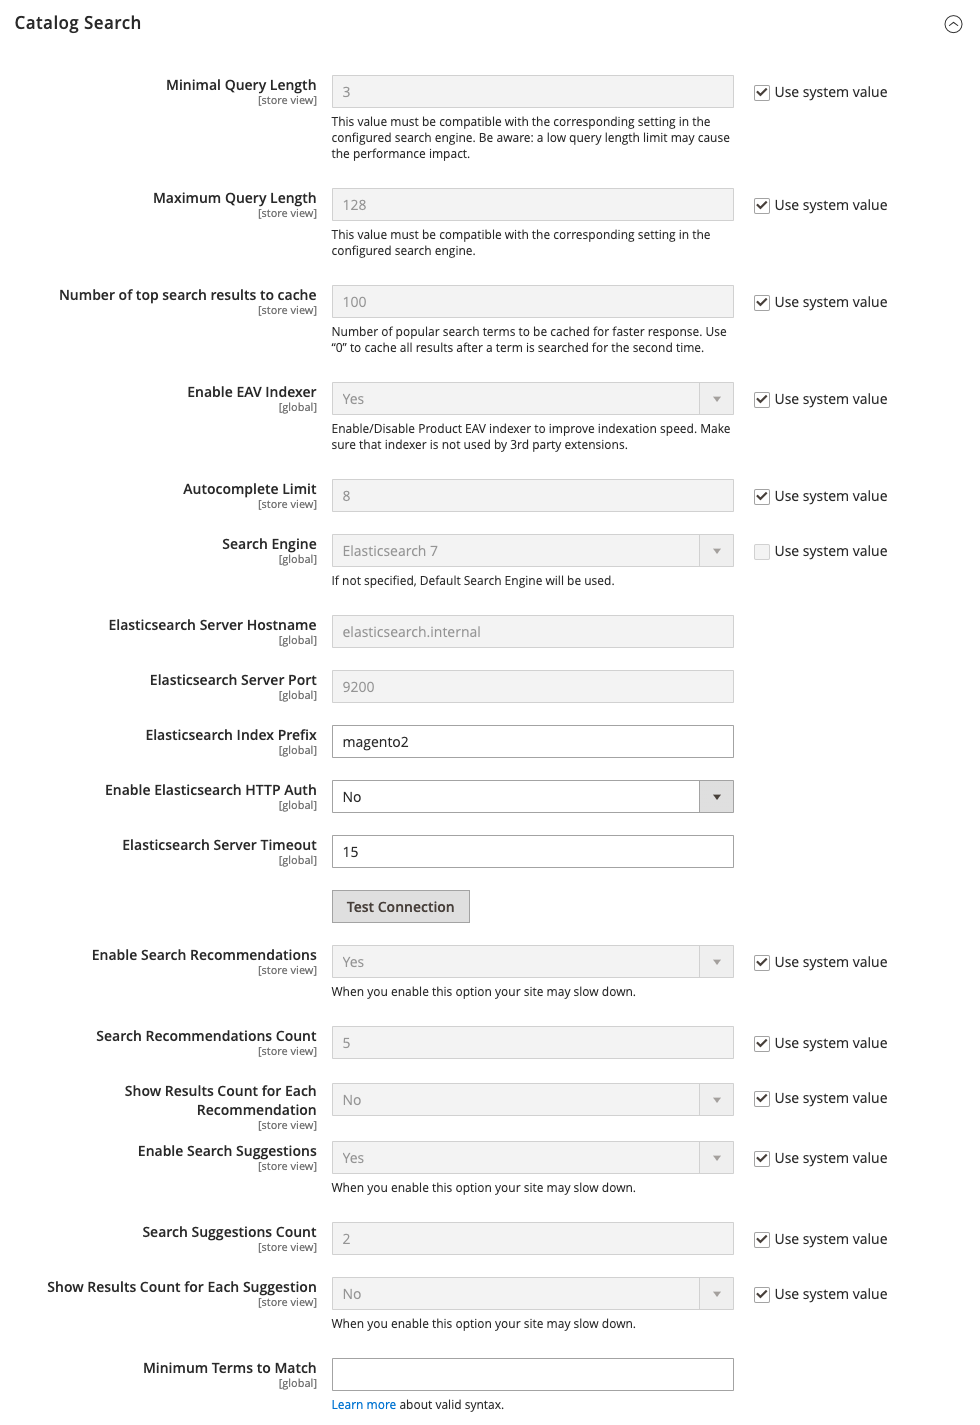 Catalog Search
Minimal Query Length
[store view]
3
Use system value
This value must be compatible with the corresponding setting in the
configured search engine. Be aware: a low query length limit may cause
the performance impact.
Maximum Query Length
[store view]
128
Use system value
This value must be compatible with the corresponding setting in the
configured search engine.
Number of top search results to cache
[store view]
100
Use system value
Number of popular search terms to be cached for faster response. Use
“0” to cache all results after a term is searched for the second time.
Enable EAV Indexer
[global]
Yes
Use system value
Enable/Disable Product EAV indexer to improve indexation speed. Make
sure that indexer is not used by 3rd party extensions.
Autocomplete Limit
[store view]
8
Use system value
Search Engine
[global]
Elasticsearch 7
Use system value
If not specified, Default Search Engine will be used.
Elasticsearch Server Hostname
[global]
elasticsearch.internal
Elasticsearch Server Port
[global]
9200
Elasticsearch Index Prefix
[global]
magento2
Enable Elasticsearch HTTP Auth
[global]
No
Elasticsearch Server Timeout
[global]
15
Test Connection
Enable Search Recommendations
[store view]
Yes
Use system value
When you enable this option your site may slow down.
Search Recommendations Count
[store view]
5
Use system value
Show Results Count for Each
Recommendation
[store view]
No
Use system value
Enable Search Suggestions
[store view]
Yes
Use system value
When you enable this option your site may slow down.
Search Suggestions Count
[store view]
2
Use system value
Show Results Count for Each Suggestion
[store view]
No
Use system value
When you enable this option your site may slow down.
Minimum Terms to Match
[global]
Learn more about valid syntax.